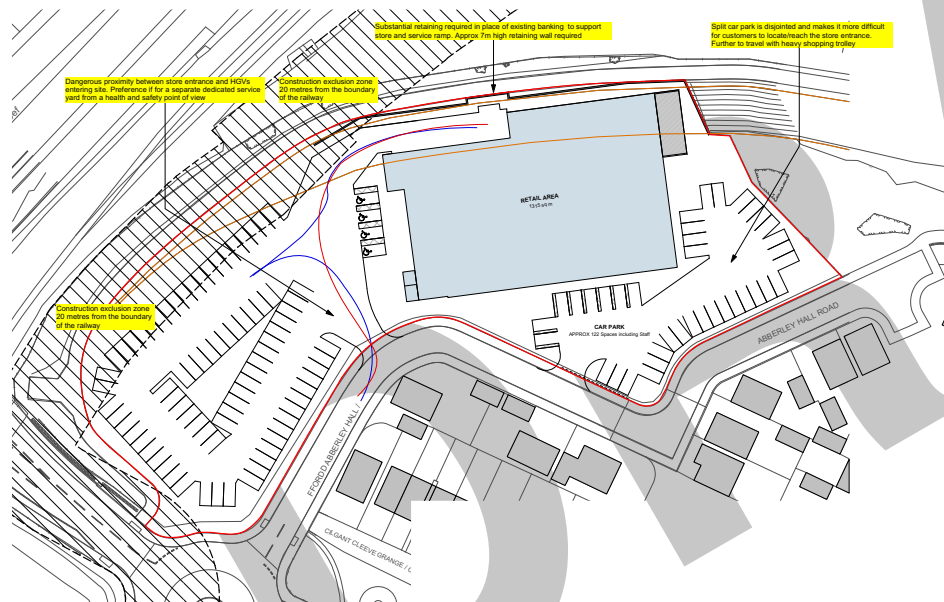 Substantial retaining required in place of existing banking to support
store and service ramp. Approx 7m high retaining wall required
Split car park is disjointed and makes it more difficult
for customers to locate/reach the store entrance.
Further to travel with heavy shopping trolley
Dangerous proximity between store entrance and HGVs
entering site. Preference if for a separate dedicated service
yard from a health and safety point of view
Construction exclusion zone
20 metres from the boundary
of the railway
RETAIL AREA
Construction exclusion zone
20 metres from the boundary
of the railway
CAR PARK
APPROX 122 Spaces including Staff
ABBERLEY HALL ROAD
FFORDD ABBERLEY HALL /
CILGANT CLEEVE GRANGE /